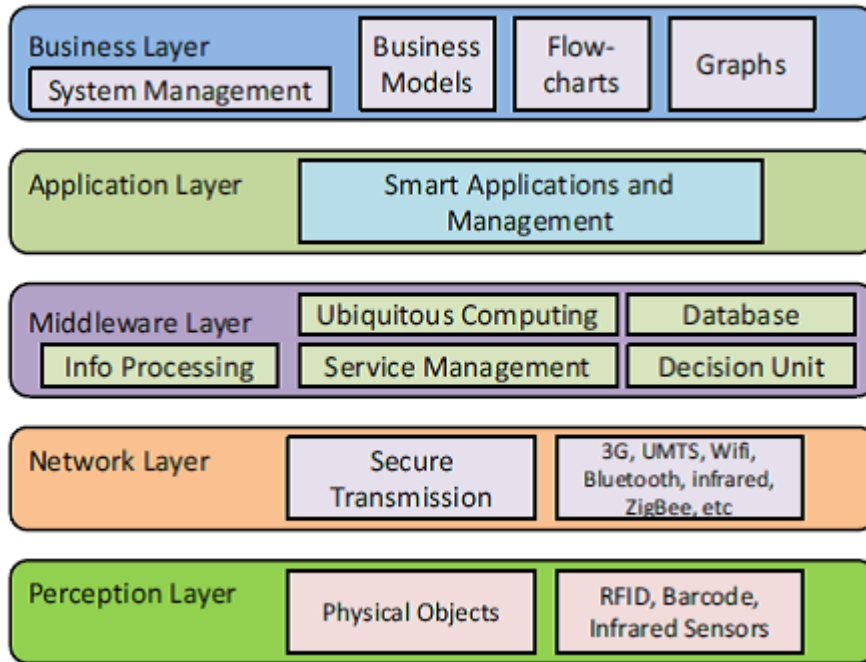 Business Layer
System Management
Business
Models
Flow-
charts
Graphs
Application Layer
Smart Applications and
Management
Middleware Layer
Ubiquitous Computing
Database
Info Processing
Service Management
Decision Unit
Network Layer
Secure
Transmission
3G, UMTS, Wifi,
Bluetooth, infrared,
ZigBee, etc
Perception Layer
Physical Objects
RFID, Barcode,
Infrared Sensors